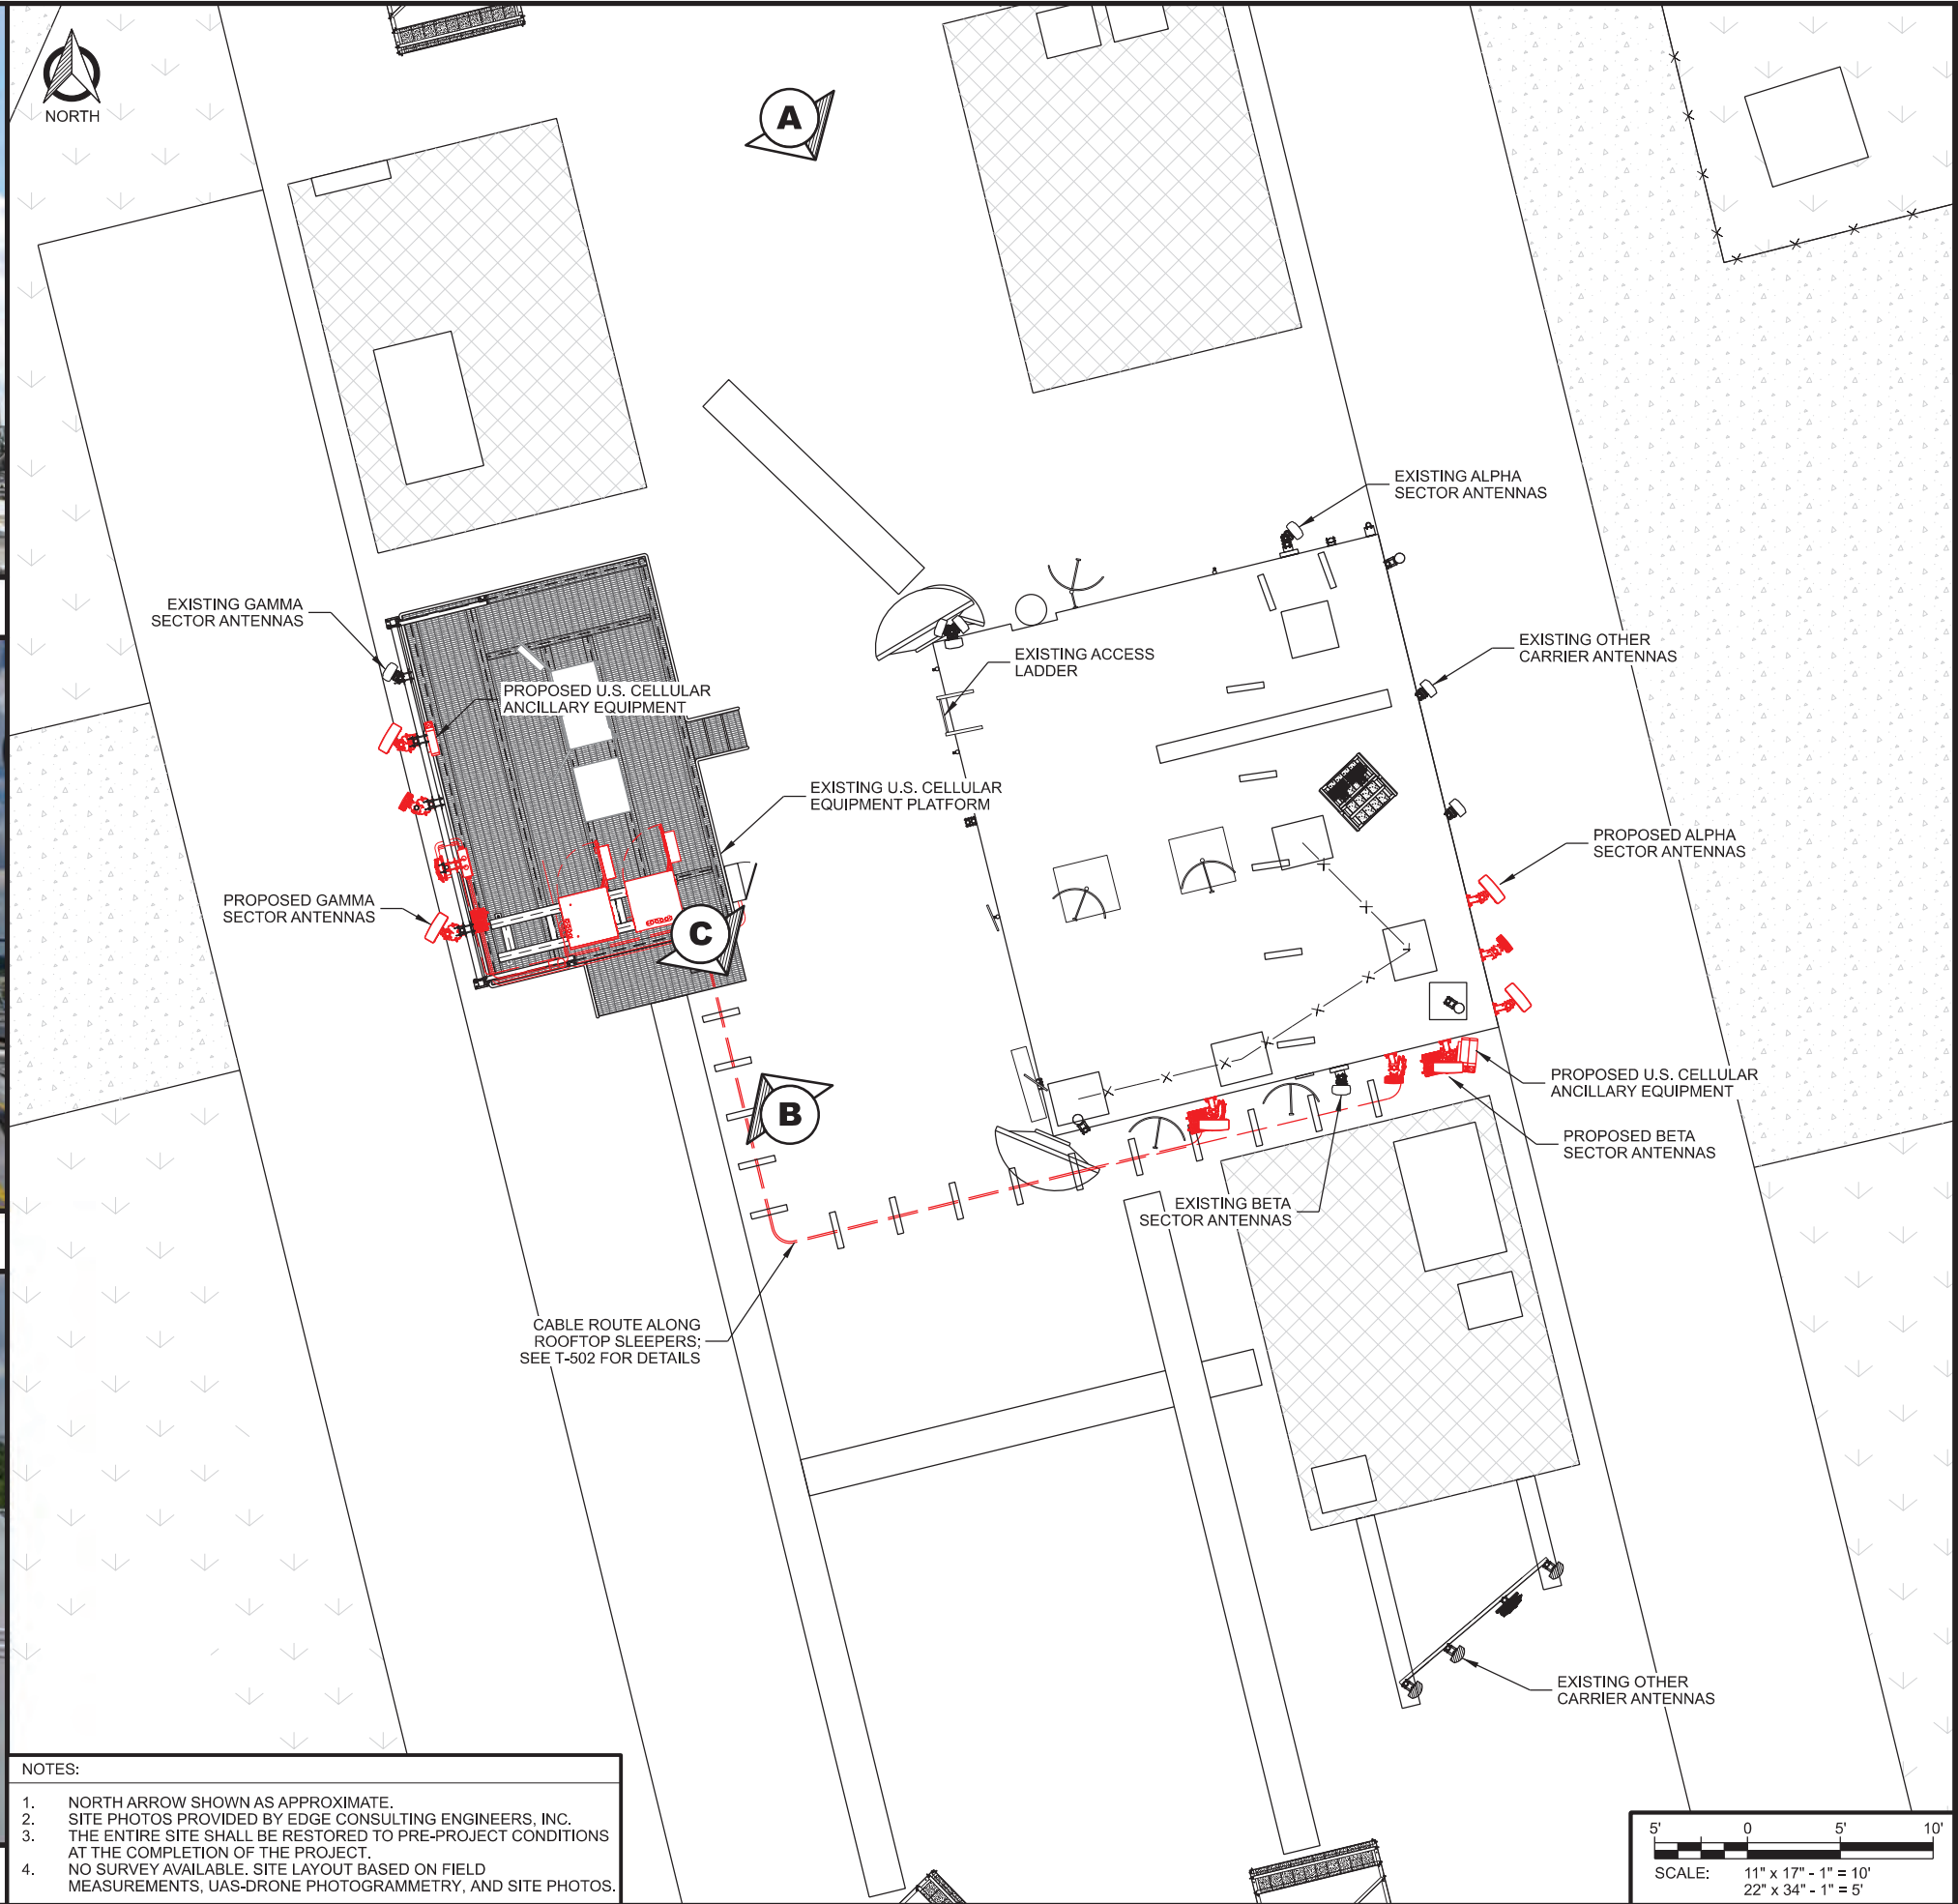 NORTH
A
EXISTING ALPHA
SECTOR ANTENNAS
EXISTING GAMMA
SECTOR ANTENNAS
EXISTING OTHER
CARRIER ANTENNAS
EXISTING ACCESS
LADDER
PROPOSED U.S. CELLULAR
ANCILLARY EQUIPMENT
EXISTING U.S. CELLULAR
EQUIPMENT PLATFORM
PROPOSED ALPHA
SECTOR ANTENNAS
PROPOSED GAMMA
SECTOR ANTENNAS
C
PROPOSED U.S. CELLULAR
ANCILLARY EQUIPMENT
B
PROPOSED BETA
SECTOR ANTENNAS
EXISTING BETA
SECTOR ANTENNAS
CABLE ROUTE ALONG
ROOFTOP SLEEPERS;
SEE T-502 FOR DETAILS
EXISTING OTHER
CARRIER ANTENNAS
NOTES:
1. NORTH ARROW SHOWN AS APPROXIMATE.
2. SITE PHOTOS PROVIDED BY EDGE CONSULTING ENGINEERS, INC.
3. THE ENTIRE SITE SHALL BE RESTORED TO PRE-PROJECT CONDITIONS
AT THE COMPLETION OF THE PROJECT.
4. NO SURVEY AVAILABLE. SITE LAYOUT BASED ON FIELD
MEASUREMENTS, UAS-DRONE PHOTOGRAMMETRY, AND SITE PHOTOS.
5' 0 5' 10'
SCALE: 11" x 17" - 1" = 10'
22" x 34" - 1" = 5'